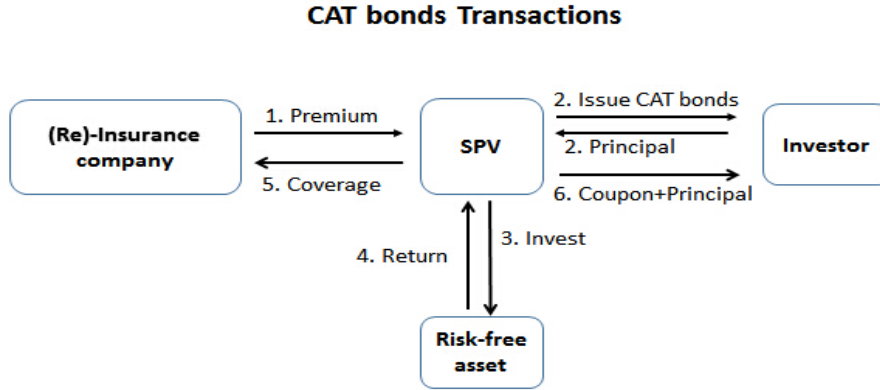 CAT bonds Transactions
(Re)-Insurance
company
1. Premium
5. Coverage
SPV
2. Issue CAT bonds
2. Principal
6. Coupon+Principal
Investor
4. Return
3. Invest
Risk-free
asset